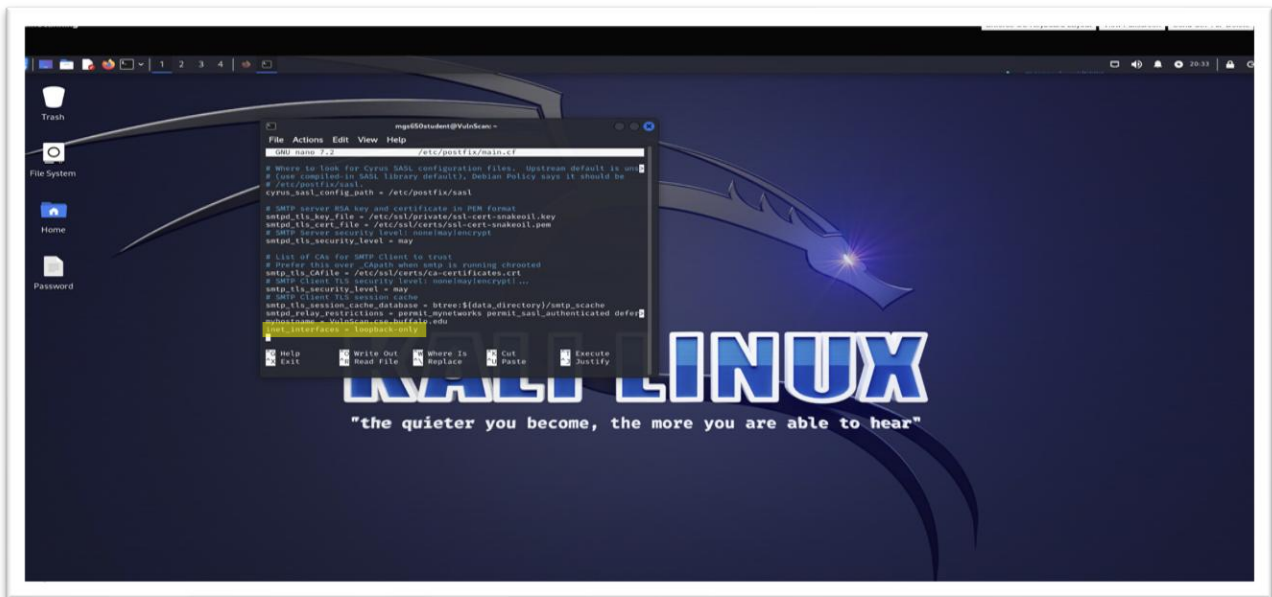 1 2 3 4
20:33
Trash
File System
Home
Password
mgs650student@VulnScan: ~
File Actions Edit View Help
GNU nano 7.2 /etc/postfix/main.cf
# Where to look for Cyrus SASL configuration files. Upstream default is uns>
# (use compiled-in SASL library default), Debian Policy says it should be
# /etc/postfix/sasl.
cyrus_sasl_config_path = /etc/postfix/sasl
# SMTP server RSA key and certificate in PEM format
smtpd_tls_key_file = /etc/ssl/private/ssl-cert-snakeoil.key
smtpd_tls_cert_file = /etc/ssl/certs/ssl-cert-snakeoil.pem
# SMTP Server security level: none|may|encrypt
smtpd_tls_security_level = may
# List of CAs for SMTP Client to trust
# Prefer this over _CApath when smtp is running chrooted
smtp_tls_CAfile = /etc/ssl/certs/ca-certificates.crt
# SMTP Client TLS security level: none|may|encrypt|...
smtp_tls_security_level = may
# SMTP Client TLS session cache
smtp_tls_session_cache_database = btree:${data_directory}/smtp_scache
smtpd_relay_restrictions = permit_mynetworks permit_sasl_authenticated defer>
myhostname = VulnScan.cse.buffalo.edu
inet_interfaces = loopback-only
^G Help ^O Write Out ^W Where Is ^K Cut ^T Execute
^X Exit ^R Read File ^\ Replace ^U Paste ^J Justify
KALI LINUX
"the quieter you become, the more you are able to hear"